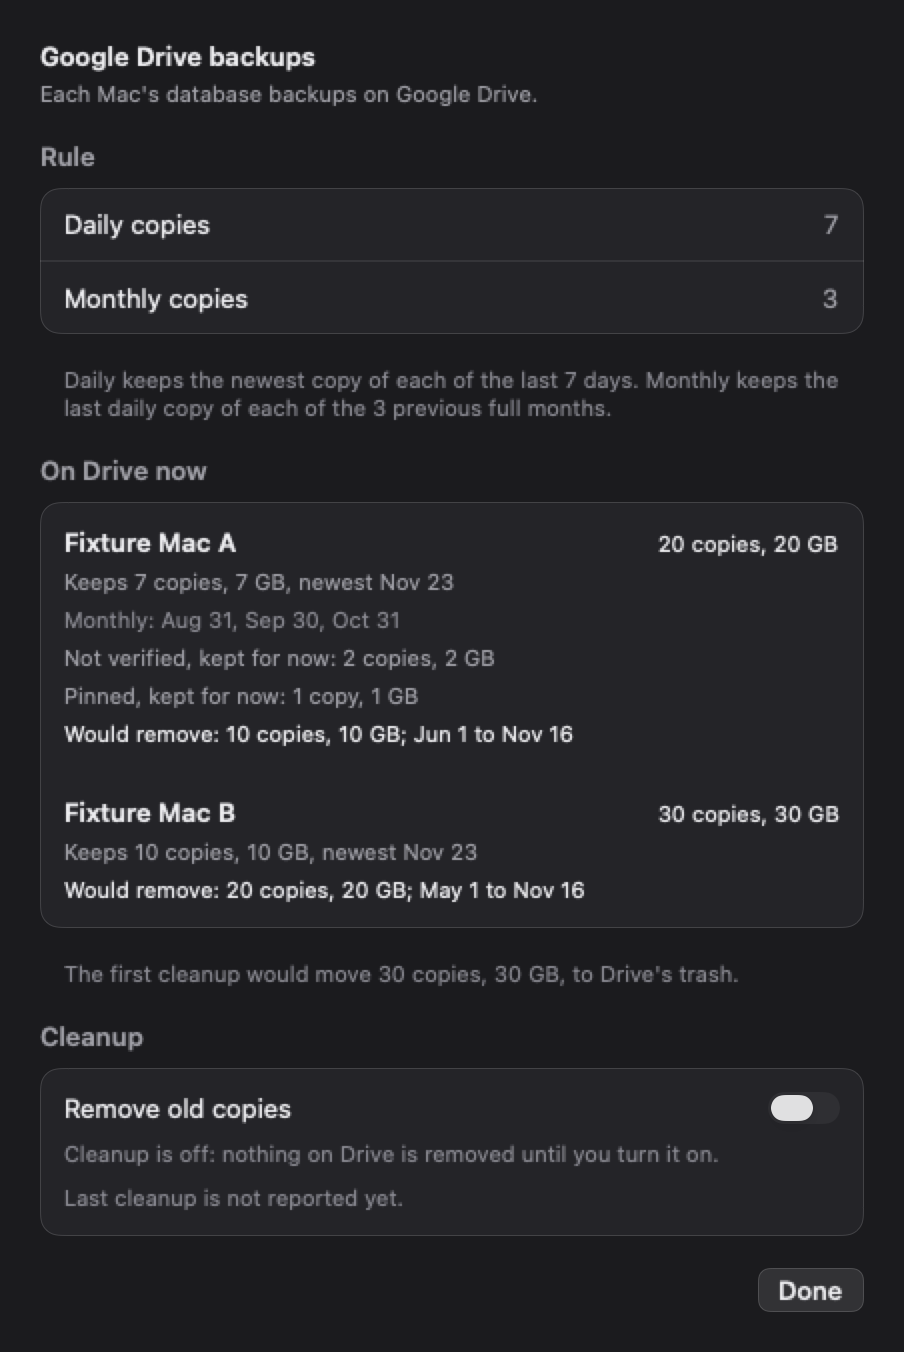 Google Drive backups
Each Mac's database backups on Google Drive.
Rule
Daily copies 7
Monthly copies 3
Daily keeps the newest copy of each of the last 7 days. Monthly keeps the
last daily copy of each of the 3 previous full months.
On Drive now
Fixture Mac A 20 copies, 20 GB
Keeps 7 copies, 7 GB, newest Nov 23
Monthly: Aug 31, Sep 30, Oct 31
Not verified, kept for now: 2 copies, 2 GB
Pinned, kept for now: 1 copy, 1 GB
Would remove: 10 copies, 10 GB; Jun 1 to Nov 16
Fixture Mac B 30 copies, 30 GB
Keeps 10 copies, 10 GB, newest Nov 23
Would remove: 20 copies, 20 GB; May 1 to Nov 16
The first cleanup would move 30 copies, 30 GB, to Drive's trash.
Cleanup
Remove old copies
Cleanup is off: nothing on Drive is removed until you turn it on.
Last cleanup is not reported yet.
Done